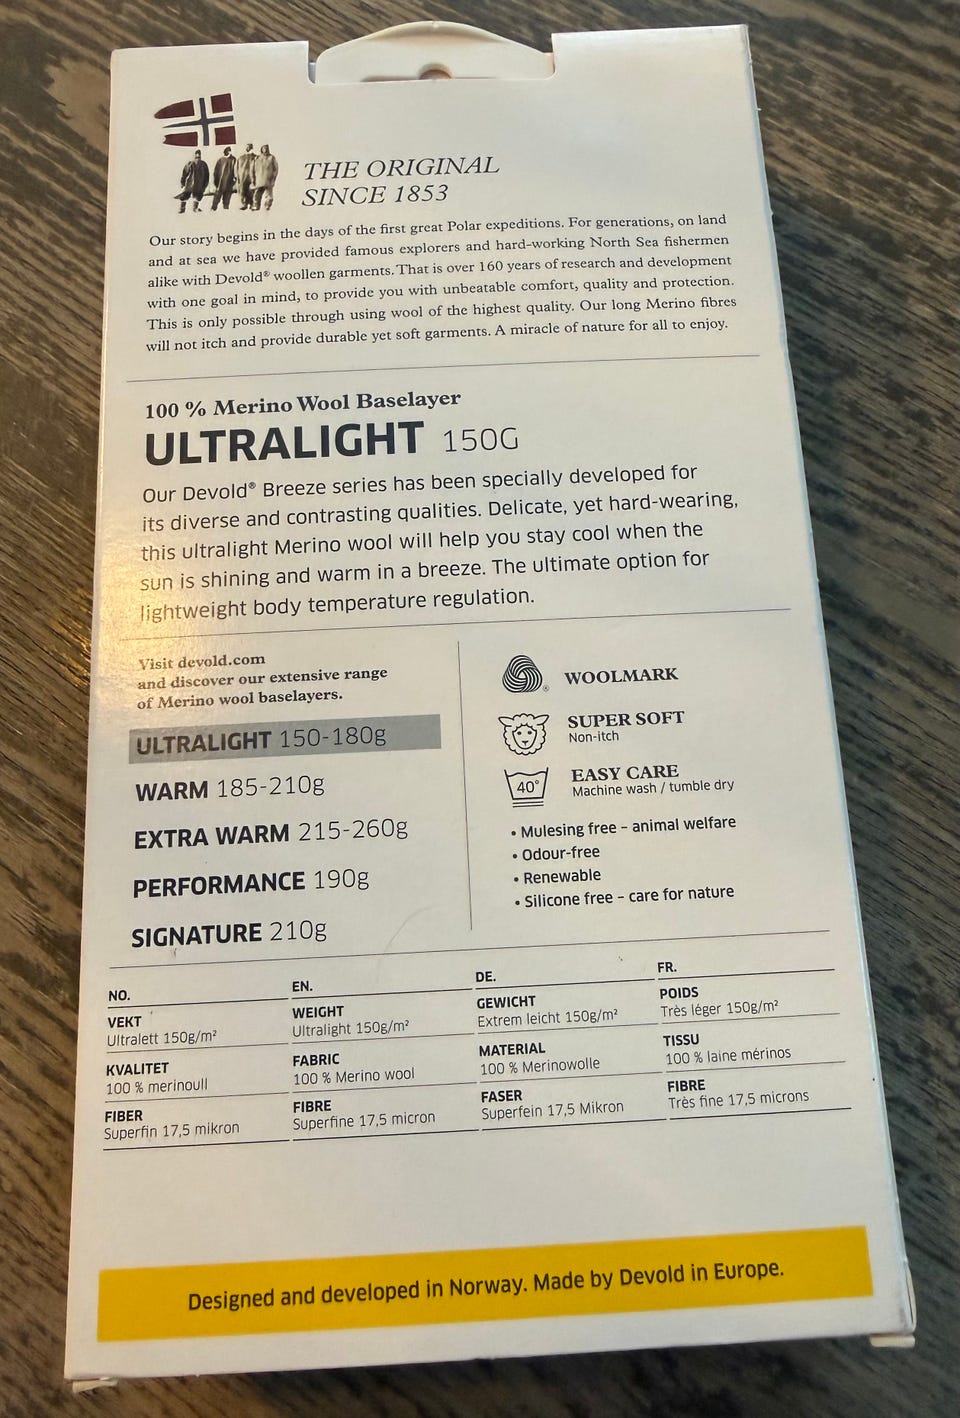 THE ORIGINAL
SINCE 1853
Our story begins in the days of the first great Polar expeditions. For generations, on land
and at sea we have provided famous explorers and hard-working North Sea fishermen
alike with Devold® woollen garments. That is over 160 years of research and development
with one goal in mind, to provide you with unbeatable comfort, quality and protection.
This is only possible through using wool of the highest quality. Our long Merino fibres
will not itch and provide durable yet soft garments. A miracle of nature for all to enjoy.
100 % Merino Wool Baselayer
ULTRALIGHT 150G
Our Devold® Breeze series has been specially developed for
its diverse and contrasting qualities. Delicate, yet hard-wearing,
this ultralight Merino wool will help you stay cool when the
sun is shining and warm in a breeze. The ultimate option for
lightweight body temperature regulation.
Visit devold.com
and discover our extensive range
of Merino wool baselayers.
ULTRALIGHT 150-180g
WARM 185-210g
EXTRA WARM 215-260g
PERFORMANCE 190g
SIGNATURE 210g
® WOOLMARK
SUPER SOFT
Non-itch
40°
EASY CARE
Machine wash / tumble dry
• Mulesing free – animal welfare
• Odour-free
• Renewable
• Silicone free – care for nature
NO.
VEKT
Ultralett 150g/m²
KVALITET
100 % merinoull
FIBER
Superfin 17,5 mikron
EN.
WEIGHT
Ultralight 150g/m²
FABRIC
100 % Merino wool
FIBRE
Superfine 17,5 micron
DE.
GEWICHT
Extrem leicht 150g/m²
MATERIAL
100 % Merinowolle
FASER
Superfein 17,5 Mikron
FR.
POIDS
Très léger 150g/m²
TISSU
100 % laine mérinos
FIBRE
Très fine 17,5 microns
Designed and developed in Norway. Made by Devold in Europe.